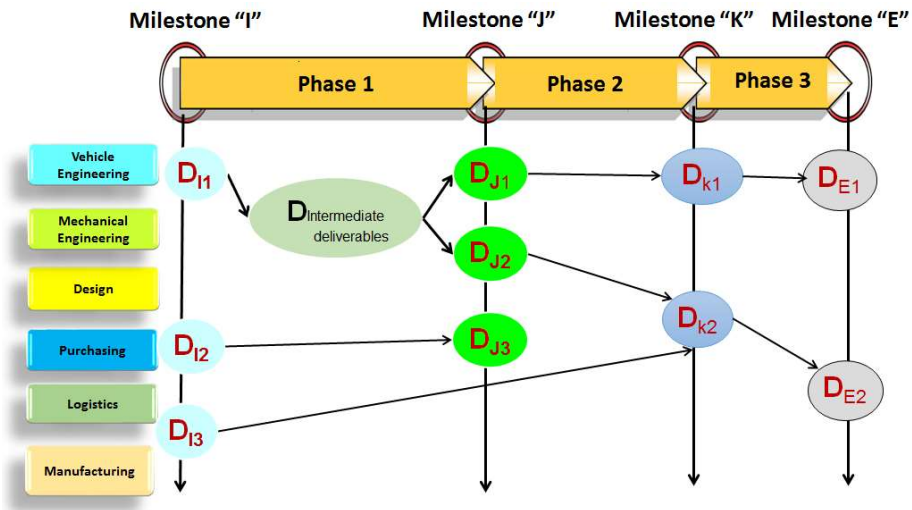 Milestone “I”
Milestone “J”
Milestone “K”
Milestone “E”
Phase 1
Phase 2
Phase 3
Vehicle
Engineering
Mechanical
Engineering
Design
Purchasing
Logistics
Manufacturing
DI1
DIntermediate
deliverables
DJ1
Dk1
DE1
DJ2
DI2
DJ3
Dk2
DE2
DI3